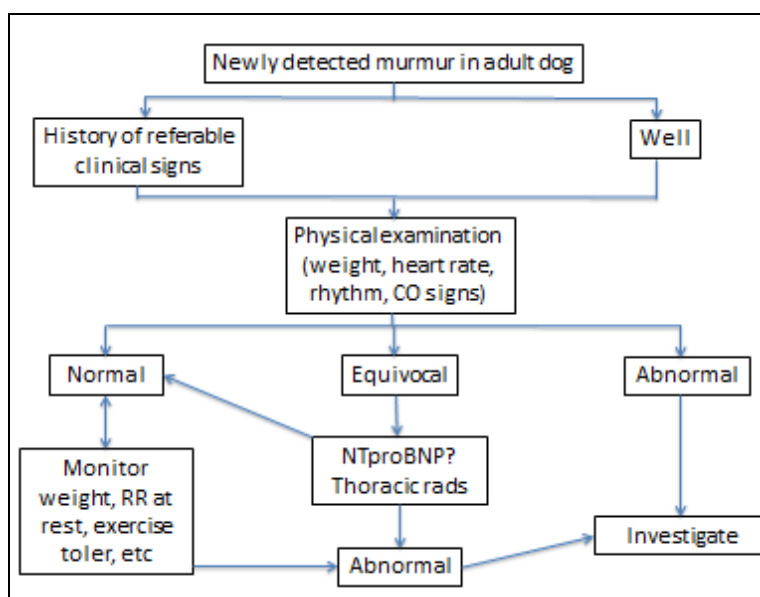 Newly detected murmur in adult dog
History of referable
clinical signs
Well
Physical examination
(weight, heart rate,
rhythm, CO signs)
Normal
Equivocal
Abnormal
Monitor
weight, RR at
rest, exercise
toler, etc
NTproBNP?
Thoracic rads
Abnormal
Investigate